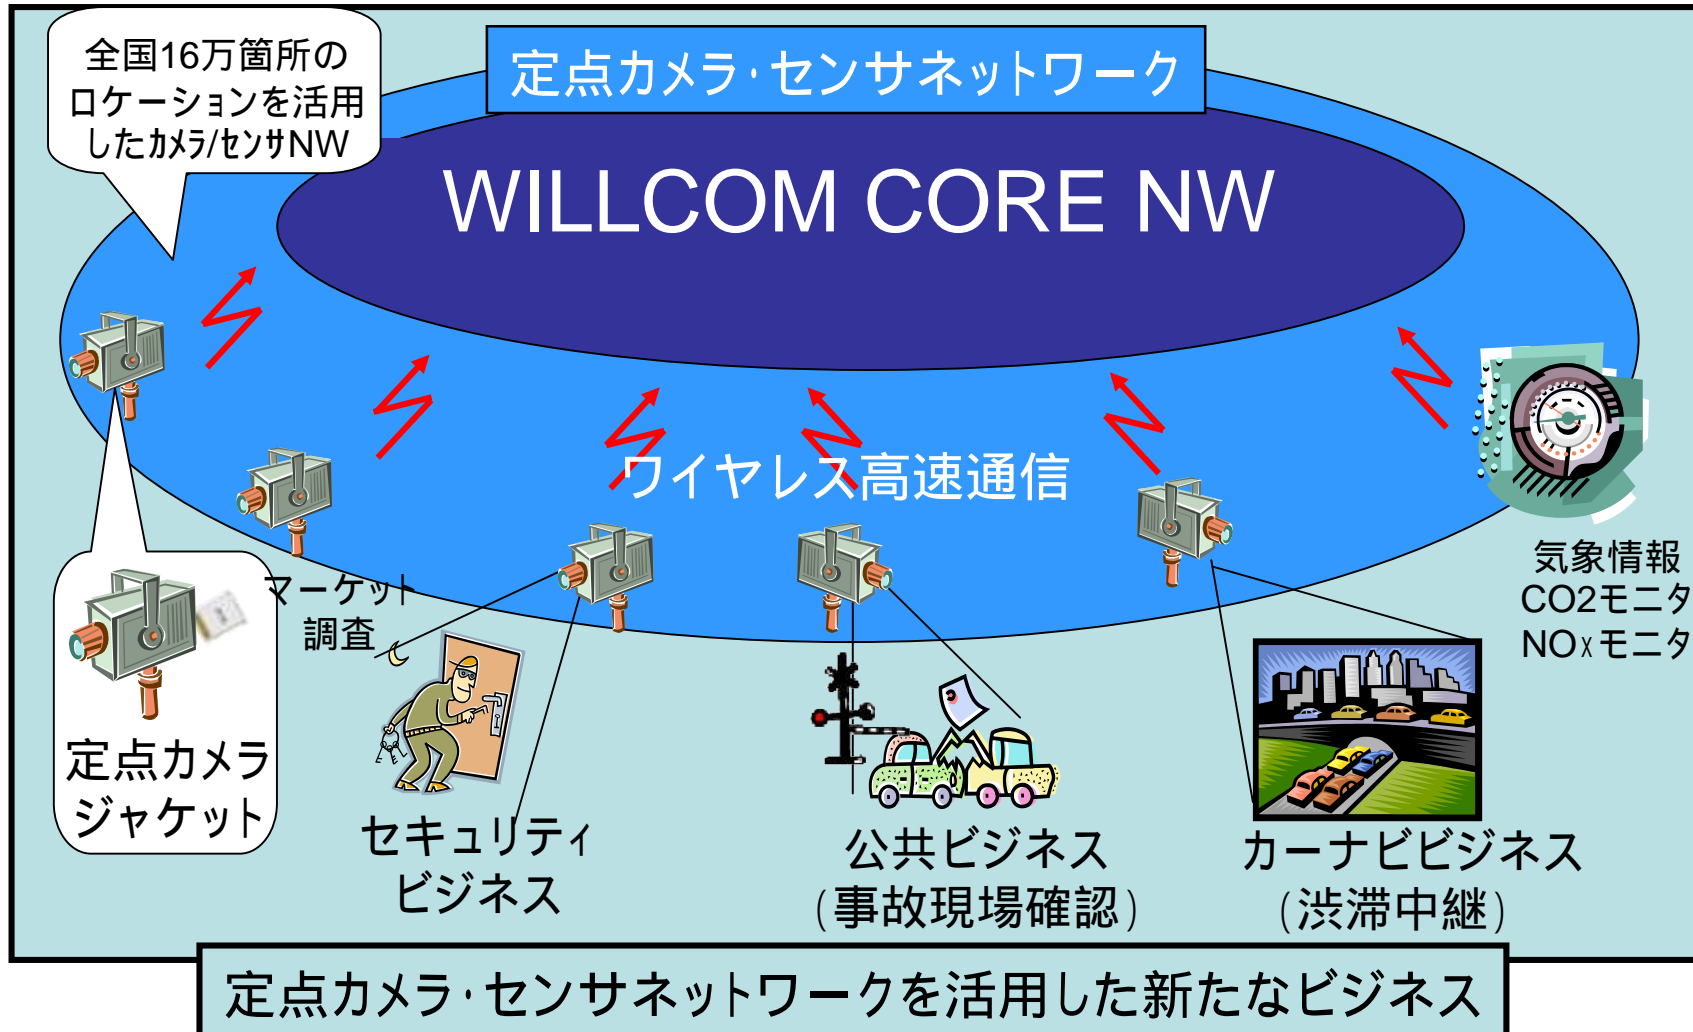 全国16万箇所の
ロケーションを活用
したｶﾒﾗ/ｾﾝｻNW
定点カメラ・センサネットワーク
WILLCOM CORE NW
ワイヤレス高速通信
気象情報
CO2モニタ
NOxモニタ
マーケット
調査
定点カメラ
ジャケット
セキュリティ
ビジネス
公共ビジネス
(事故現場確認)
カーナビビジネス
(渋滞中継)
定点カメラ・センサネットワークを活用した新たなビジネス